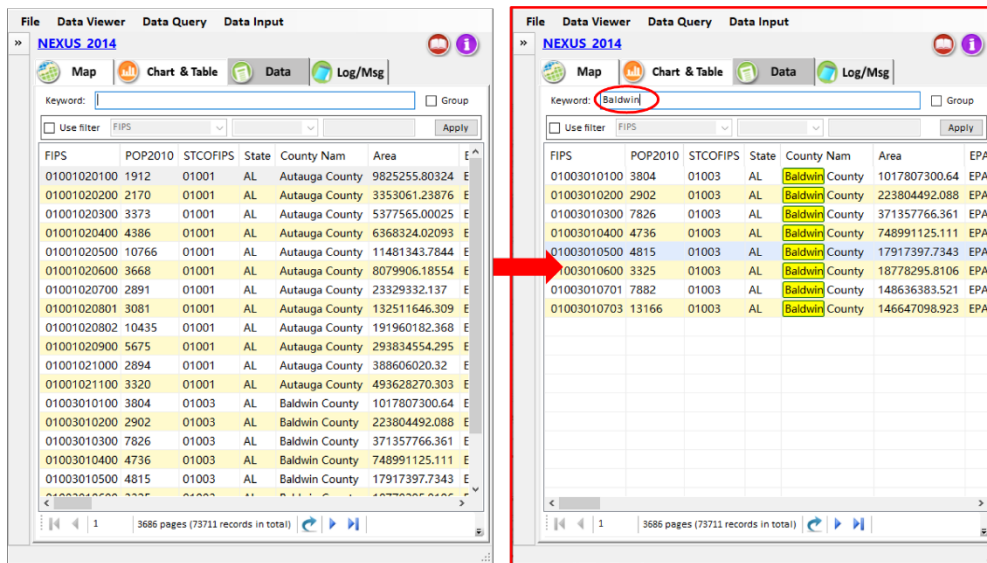 File Data Viewer Data Query Data Input
» NEXUS 2014
Map Chart & Table Data Log/Msg
Keyword: Group
Use filter FIPS Apply
FIPS POP2010 STCOFIPS State County Nam Area E
01001020100 1912 01001 AL Autauga County 9825255.80324 E
01001020200 2170 01001 AL Autauga County 3353061.23876 E
01001020300 3373 01001 AL Autauga County 5377565.00025 E
01001020400 4386 01001 AL Autauga County 6368324.02093 E
01001020500 10766 01001 AL Autauga County 11481343.7844 E
01001020600 3668 01001 AL Autauga County 8079906.18554 E
01001020700 2891 01001 AL Autauga County 23329332.137 E
01001020801 3081 01001 AL Autauga County 132511646.309 E
01001020802 10435 01001 AL Autauga County 191960182.368 E
01001020900 5675 01001 AL Autauga County 293834554.295 E
01001021000 2894 01001 AL Autauga County 388606020.32 E
01001021100 3320 01001 AL Autauga County 493628270.303 E
01003010100 3804 01003 AL Baldwin County 1017807300.64 E
01003010200 2902 01003 AL Baldwin County 223804492.088 E
01003010300 7826 01003 AL Baldwin County 371357766.361 E
01003010400 4736 01003 AL Baldwin County 748991125.111 E
01003010500 4815 01003 AL Baldwin County 17917397.7343 E
1 3686 pages (73711 records in total)
File Data Viewer Data Query Data Input
» NEXUS 2014
Map Chart & Table Data Log/Msg
Keyword: Baldwin Group
Use filter FIPS Apply
FIPS POP2010 STCOFIPS State County Nam Area EPA
01003010100 3804 01003 AL Baldwin County 1017807300.64 EPA
01003010200 2902 01003 AL Baldwin County 223804492.088 EPA
01003010300 7826 01003 AL Baldwin County 371357766.361 EPA
01003010400 4736 01003 AL Baldwin County 748991125.111 EPA
01003010500 4815 01003 AL Baldwin County 17917397.7343 EPA
01003010600 3325 01003 AL Baldwin County 18778295.8106 EPA
01003010701 7882 01003 AL Baldwin County 148636383.521 EPA
01003010703 13166 01003 AL Baldwin County 146647098.923 EPA
1 3686 pages (73711 records in total)